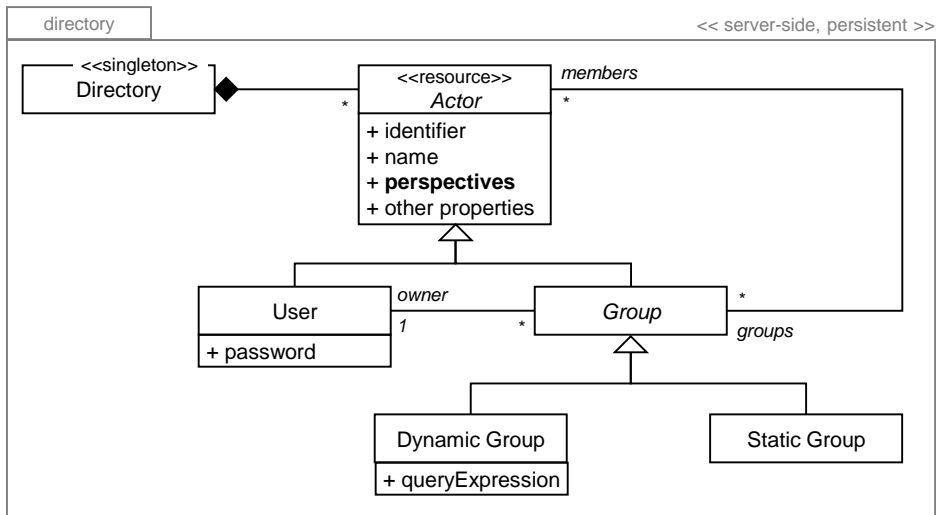 directory
<< server-side, persistent >>
<<singleton>>
Directory
*
<<resource>>
Actor
+ identifier
+ name
+ perspectives
+ other properties
members
*
User
+ password
owner
1
*
Group
*
groups
Dynamic Group
+ queryExpression
Static Group